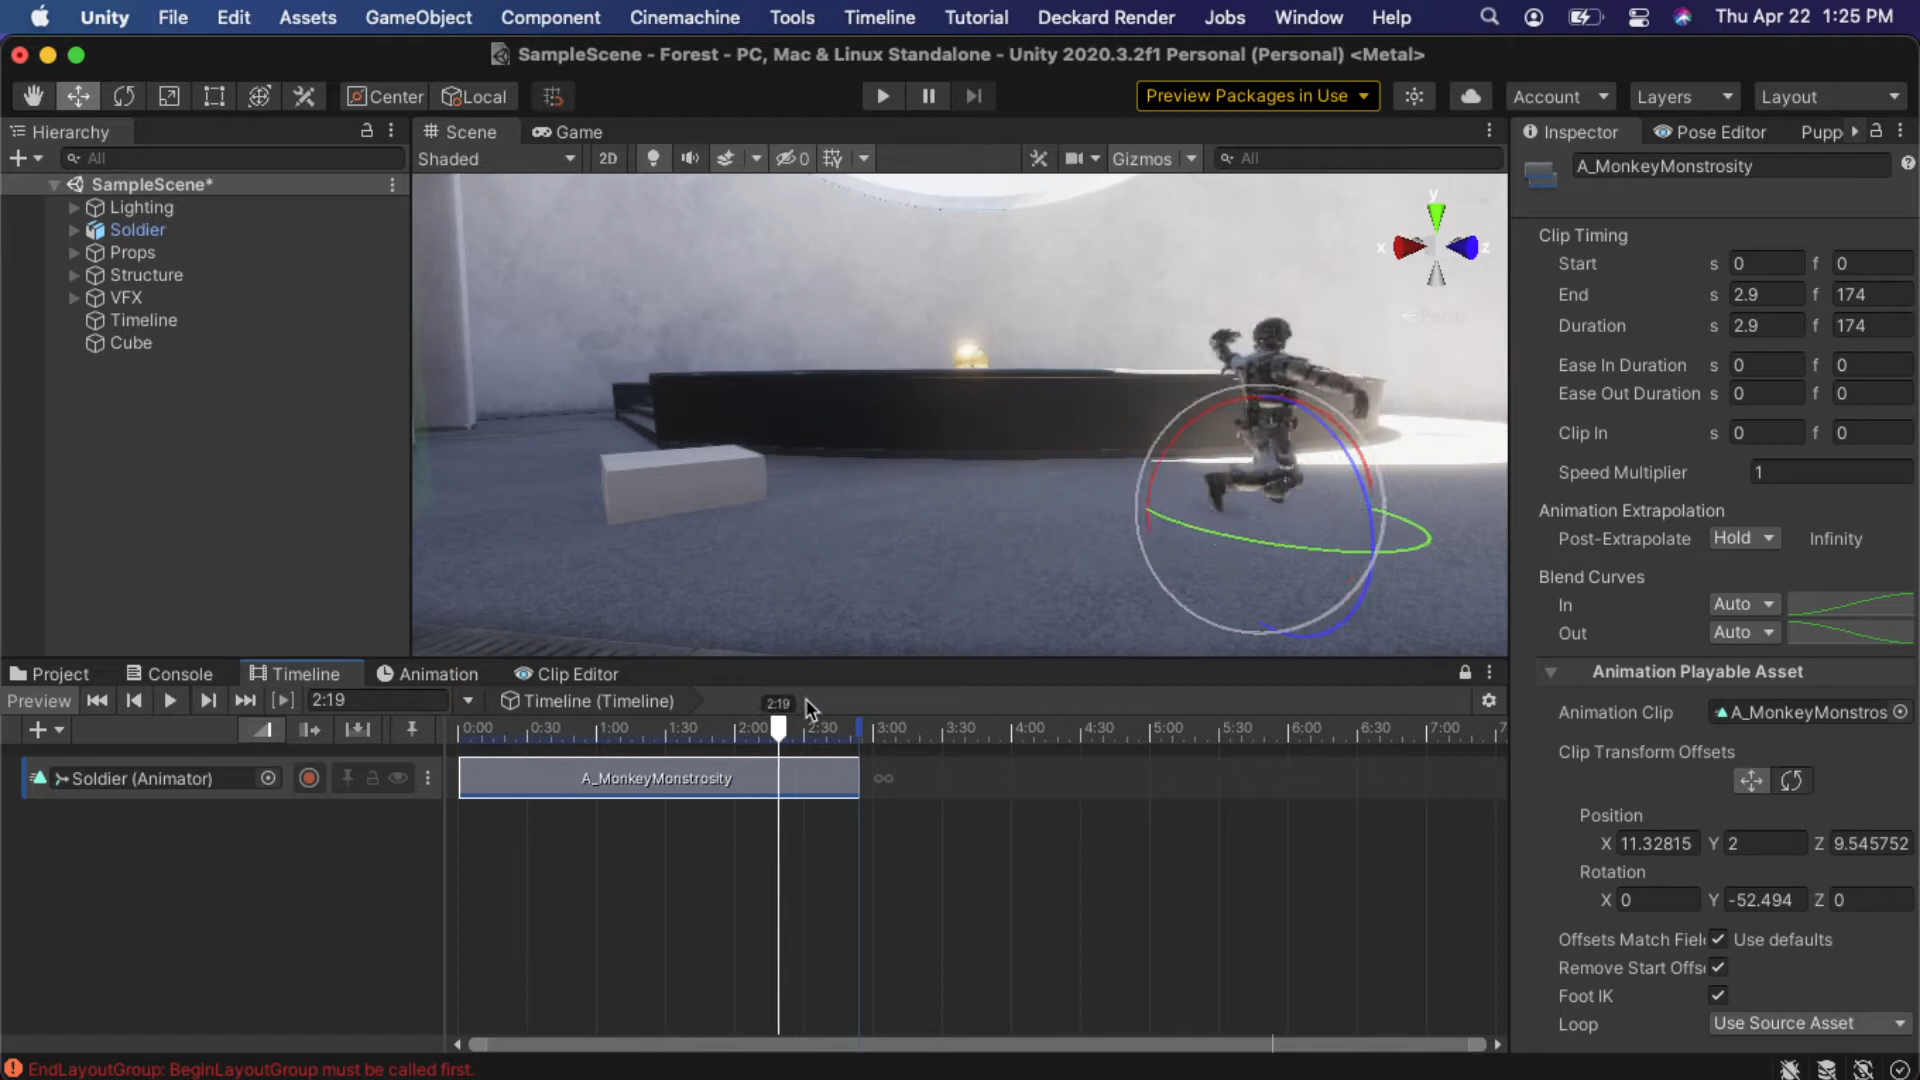 Unity File Edit Assets GameObject Component Cinemachine Tools Timeline Tutorial Deckard Render Jobs Window Help Thu Apr 22 1:25 PM
SampleScene - Forest - PC, Mac & Linux Standalone - Unity 2020.3.2f1 Personal (Personal) <Metal>
Center Local Preview Packages in Use Account Layers Layout
Hierarchy Scene Game Inspector Pose Editor Pupp
All Shaded 2D 0 Gizmos All A_MonkeyMonstrosity
SampleScene*
Lighting
Soldier
Props
Structure
VFX
Timeline
Cube
y
x z
Clip Timing
Start s 0 f 0
End s 2.9 f 174
Duration s 2.9 f 174
Ease In Duration s 0 f 0
Ease Out Duration s 0 f 0
Clip In s 0 f 0
Speed Multiplier 1
Animation Extrapolation
Post-Extrapolate Hold Infinity
Blend Curves
In Auto
Out Auto
Project Console Timeline Animation Clip Editor
Preview 2:19 Timeline (Timeline) 2:19
0:00 0:30 1:00 1:30 2:00 2:30 3:00 3:30 4:00 4:30 5:00 5:30 6:00 6:30 7:00 7
Soldier (Animator) A_MonkeyMonstrosity ∞
Animation Playable Asset
Animation Clip A_MonkeyMonstros
Clip Transform Offsets
Position
X 11.32815 Y 2 Z 9.545752
Rotation
X 0 Y -52.494 Z 0
Offsets Match Fiel Use defaults
Remove Start Offs
Foot IK
Loop Use Source Asset
EndLayoutGroup: BeginLayoutGroup must be called first.